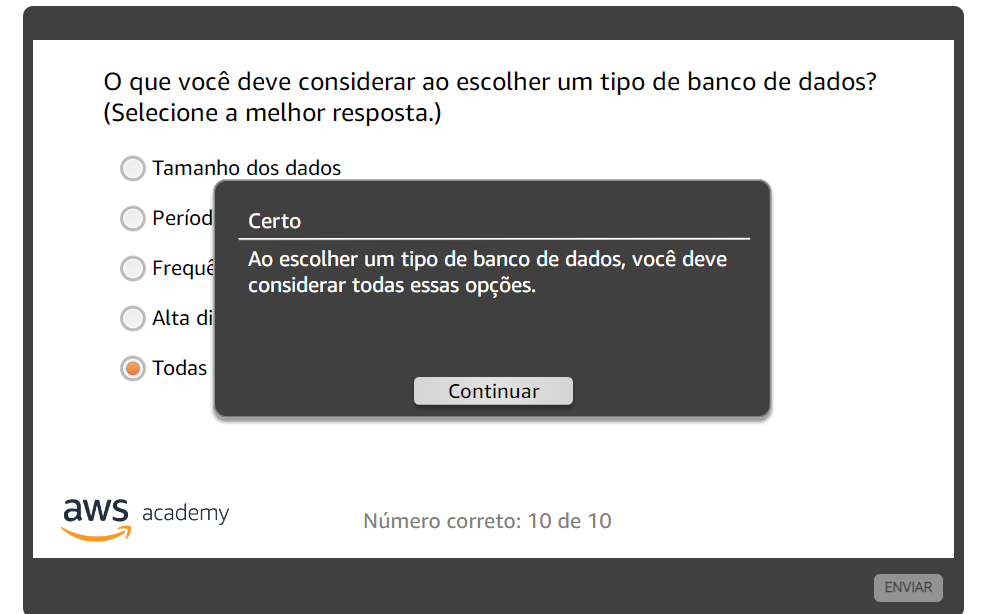 O que você deve considerar ao escolher um tipo de banco de dados?
(Selecione a melhor resposta.)
Tamanho dos dados
Períod
Certo
Frequê
Ao escolher um tipo de banco de dados, você deve
considerar todas essas opções.
Alta di
Todas
Continuar
aws academy
Número correto: 10 de 10
ENVIAR